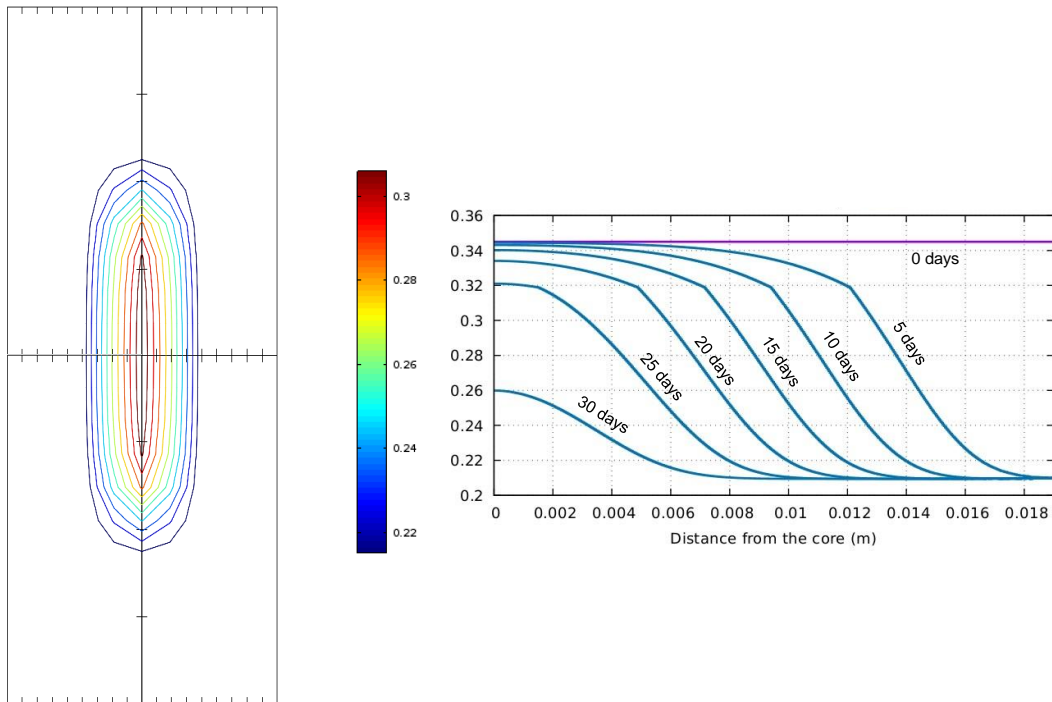 0.3
0.28
0.26
0.24
0.22
0.36
0.34
0.32
0.3
0.28
0.26
0.24
0.22
0.2
0 days
5 days
10 days
15 days
20 days
25 days
30 days
0 0.002 0.004 0.006 0.008 0.01 0.012 0.014 0.016 0.018
Distance from the core (m)